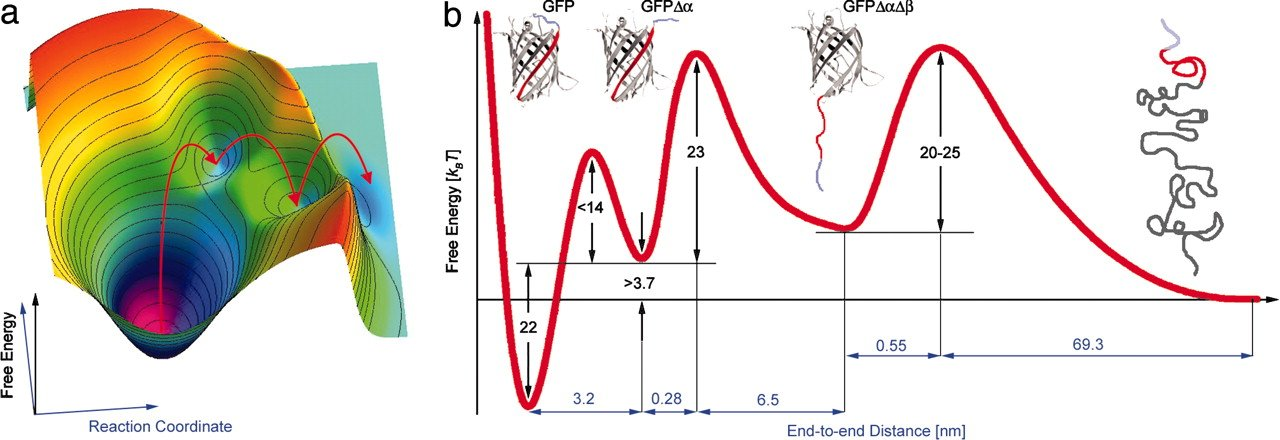 a
Free Energy
Reaction Coordinate
b
GFP
GFPΔα
GFPΔαΔβ
Free Energy [kBT]
<14
23
20-25
>3.7
22
0.55
69.3
3.2
0.28
6.5
End-to-end Distance [nm]